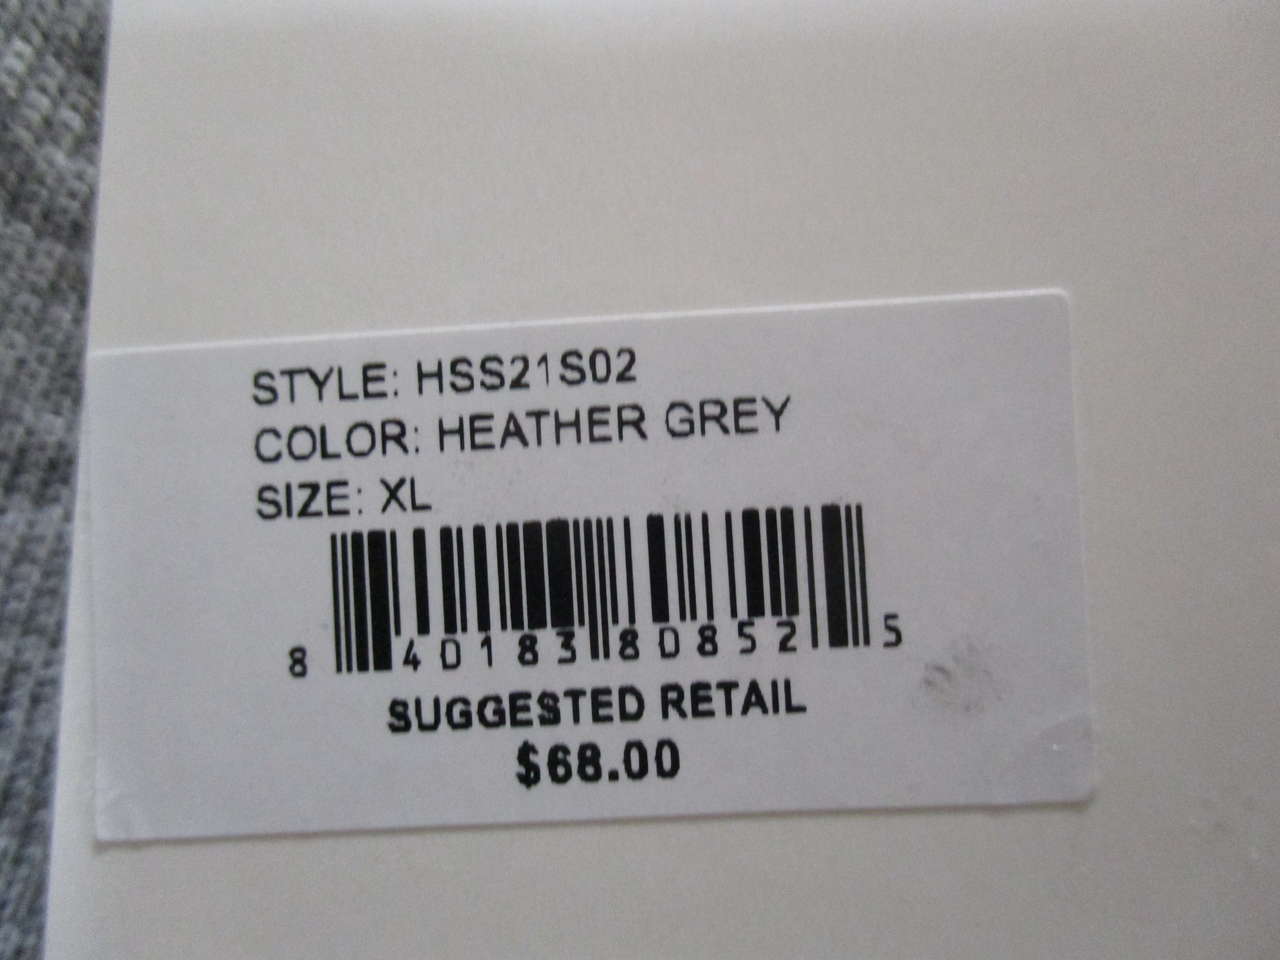 STYLE: HSS21S02
COLOR: HEATHER GREY
SIZE: XL
8 40183 80852 5
SUGGESTED RETAIL
$68.00